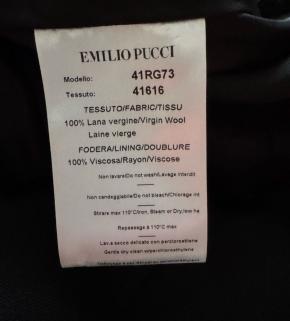 EMILIO PUCCI
Modello: 41RG73
Tessuto: 41616
TESSUTO/FABRIC/TISSU
100% Lana vergine/Virgin Wool
Laine vierge
FODERA/LINING/DOUBLURE
100% Viscosa/Rayon/Viscose
Non lavare/Do not wash/Lavage interdit
Non candeggiabile/Do not bleach/Chlorage int
Stirare max 110°C/Iron, Steam or Dry, low he
Repassage à 110°C max
Lav. a secco delicato con percloroetilene
Gentle dry clean w/perchloroethylene